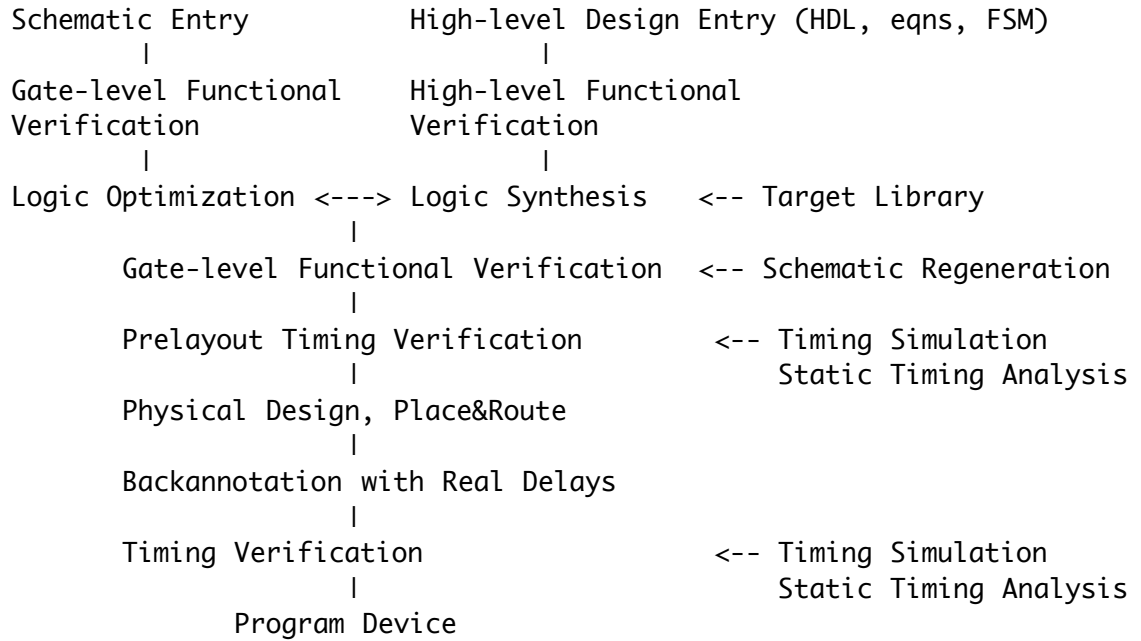 Schematic Entry High-level Design Entry (HDL, eqns, FSM)
| |
Gate-level Functional High-level Functional
Verification Verification
| |
Logic Optimization <---> Logic Synthesis <-- Target Library
|
Gate-level Functional Verification <-- Schematic Regeneration
|
Prelayout Timing Verification <-- Timing Simulation
| Static Timing Analysis
Physical Design, Place&Route
|
Backannotation with Real Delays
|
Timing Verification <-- Timing Simulation
| Static Timing Analysis
Program Device